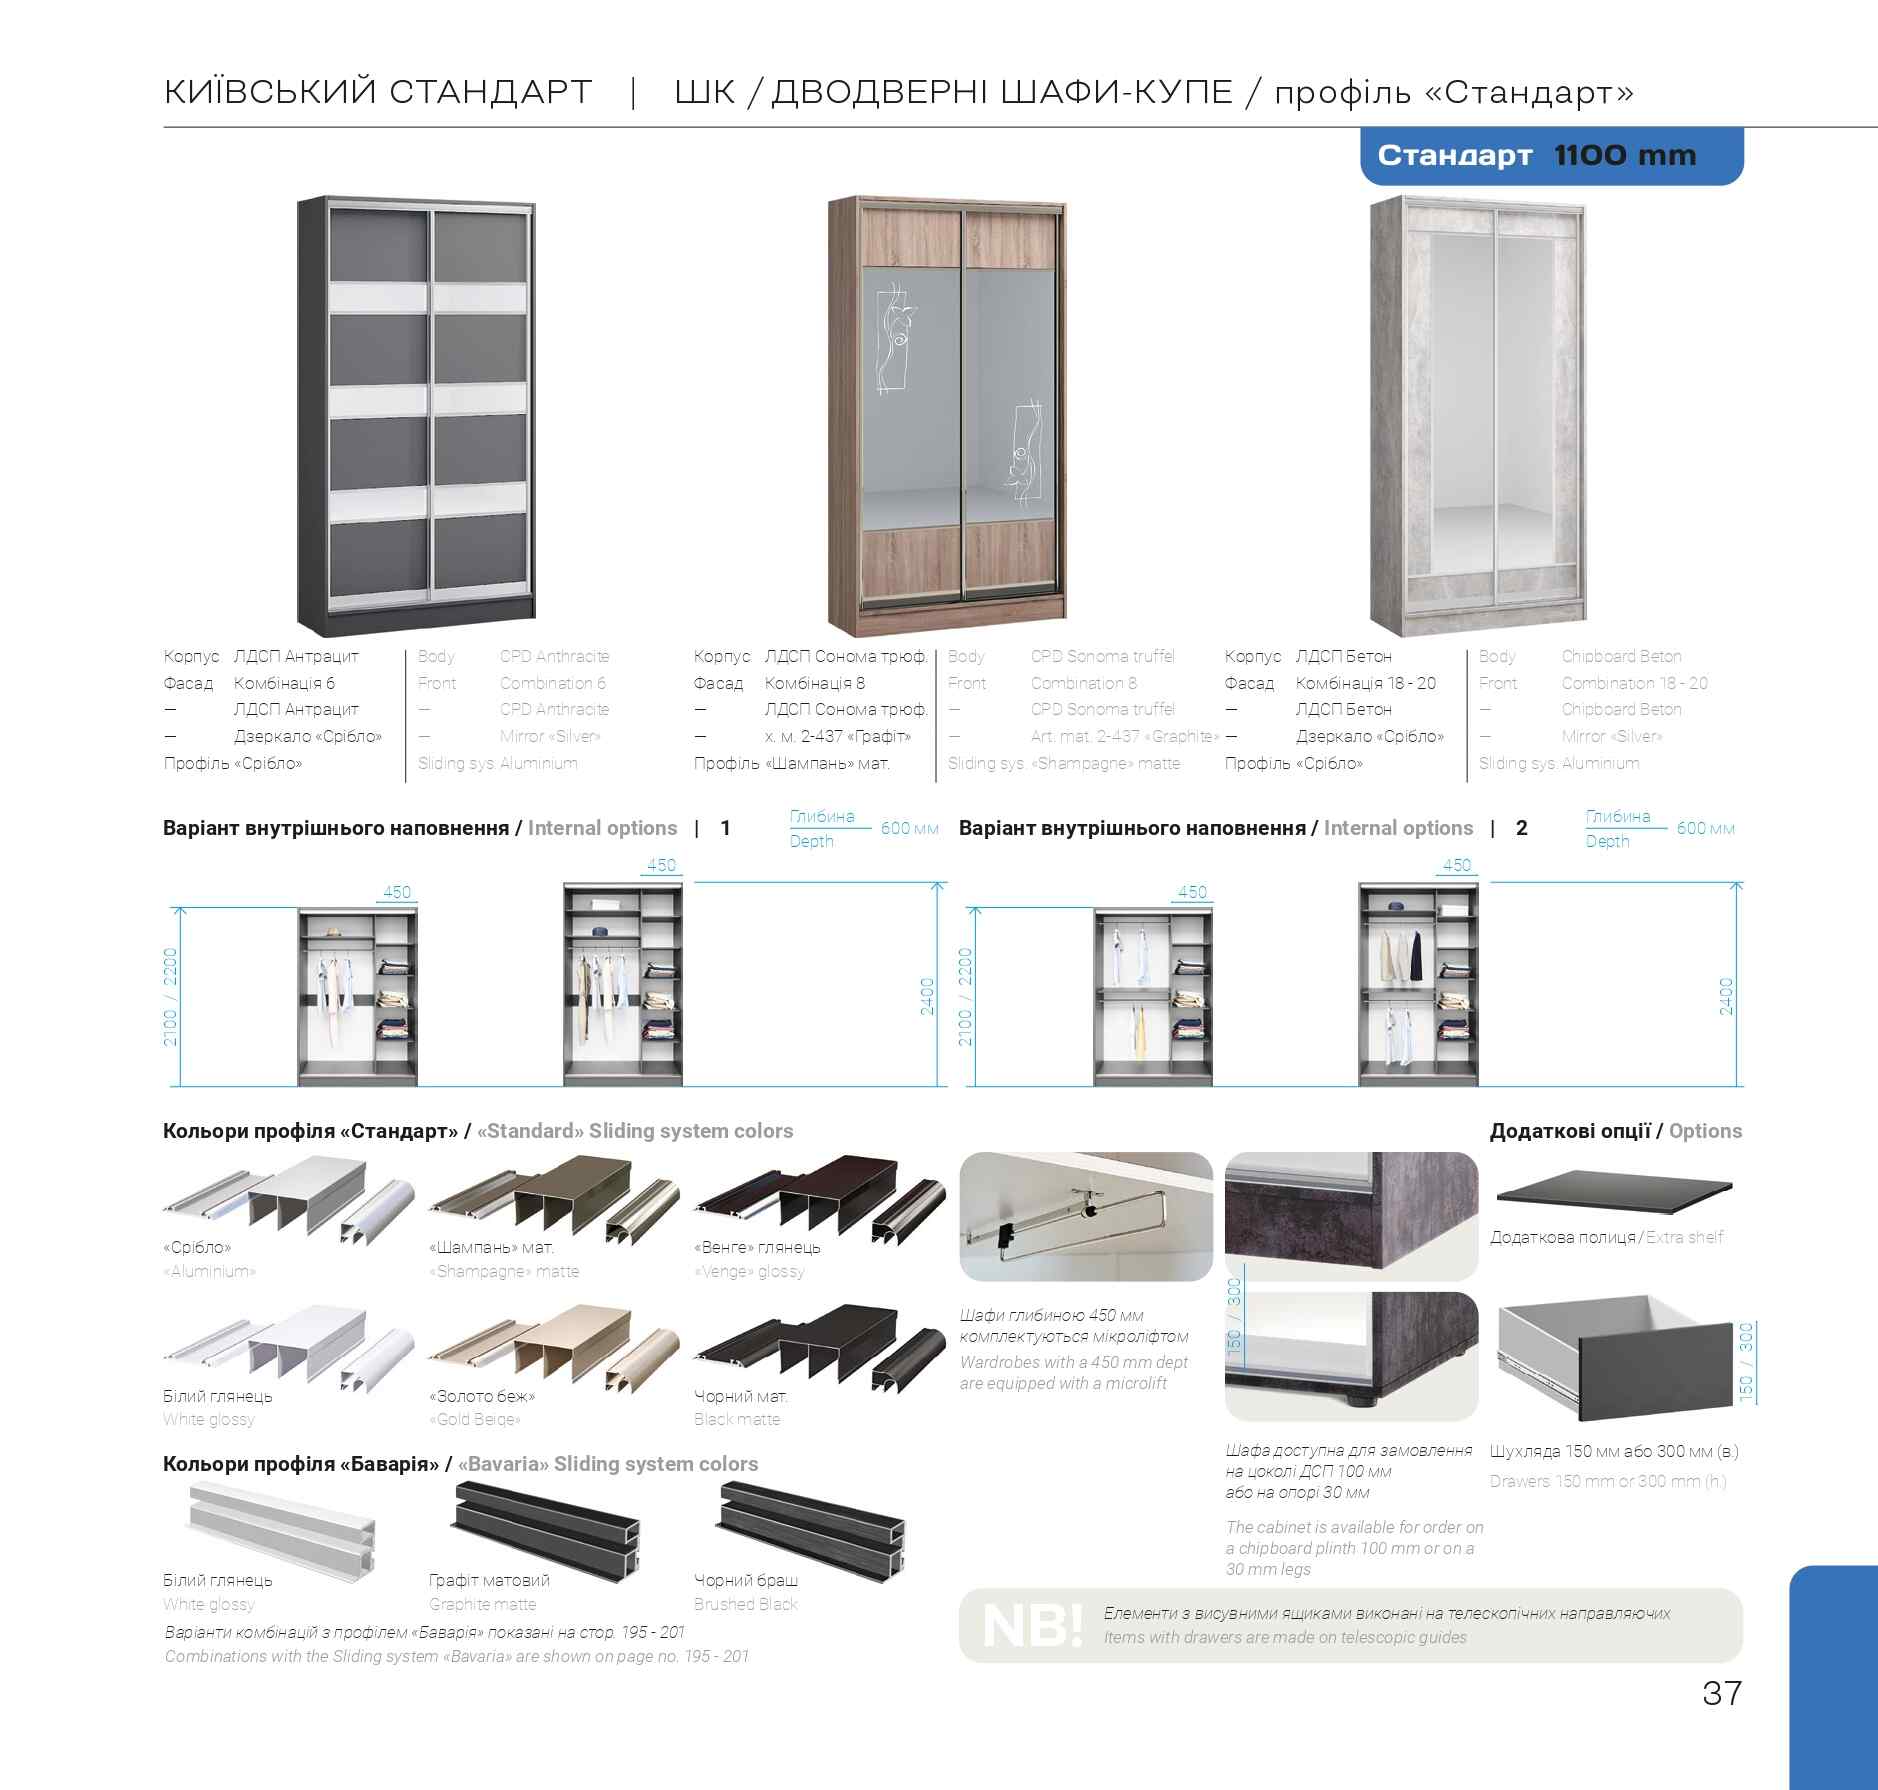 КИЇВСЬКИЙ СТАНДАРТ | ШК / ДВОДВЕРНІ ШАФИ-КУПЕ / профіль «Стандарт»
Стандарт 1100 mm
Корпус ЛДСП Антрацит
Фасад Комбінація 6
— ЛДСП Антрацит
— Дзеркало «Срібло»
Профіль «Срібло»
Body CPD Anthracite
Front Combination 6
— CPD Anthracite
— Mirror «Silver»
Sliding sys. Aluminium
Корпус ЛДСП Сонома трюф.
Фасад Комбінація 8
— ЛДСП Сонома трюф.
— х. м. 2-437 «Графіт»
Профіль «Шампань» мат.
Body CPD Sonoma truffel
Front Combination 8
— CPD Sonoma truffel
— Art. mat. 2-437 «Graphite»
Sliding sys. «Shampagne» matte
Корпус ЛДСП Бетон
Фасад Комбінація 18 - 20
— ЛДСП Бетон
— Дзеркало «Срібло»
Профіль «Срібло»
Body Chipboard Beton
Front Combination 18 - 20
— Chipboard Beton
— Mirror «Silver»
Sliding sys. Aluminium
Варіант внутрішнього наповнення / Internal options | 1
Глибина
Depth
600 мм
450
450
2100 / 2200
2400
Варіант внутрішнього наповнення / Internal options | 2
Глибина
Depth
600 мм
450
450
2100 / 2200
2400
Кольори профіля «Стандарт» / «Standard» Sliding system colors
«Срібло»
«Aluminium»
«Шампань» мат.
«Shampagne» matte
«Венге» глянець
«Venge» glossy
Білий глянець
White glossy
«Золото беж»
«Gold Beige»
Чорний мат.
Black matte
Кольори профіля «Баварія» / «Bavaria» Sliding system colors
Білий глянець
White glossy
Графіт матовий
Graphite matte
Чорний браш
Brushed Black
Варіанти комбінацій з профілем «Баварія» показані на стор. 195 - 201
Combinations with the Sliding system «Bavaria» are shown on page no. 195 - 201
Шафи глибиною 450 мм
комплектуються мікроліфтом
Wardrobes with a 450 mm dept
are equipped with a microlift
150 / 300
Шафа доступна для замовлення
на цоколі ДСП 100 мм
або на опорі 30 мм
The cabinet is available for order on
a chipboard plinth 100 mm or on a
30 mm legs
Додаткові опції / Options
Додаткова полиця / Extra shelf
150 / 300
Шухляда 150 мм або 300 мм (в.)
Drawers 150 mm or 300 mm (h.)
NB!
Елементи з висувними ящиками виконані на телескопічних направляючих
Items with drawers are made on telescopic guides
37